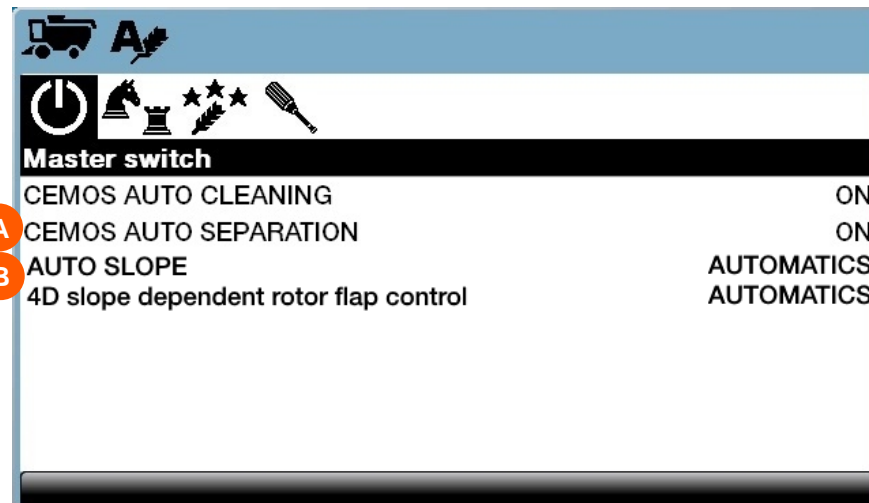 A
Master switch
CEMOS AUTO CLEANING ON
A CEMOS AUTO SEPARATION ON
B AUTO SLOPE AUTOMATICS
4D slope dependent rotor flap control AUTOMATICS